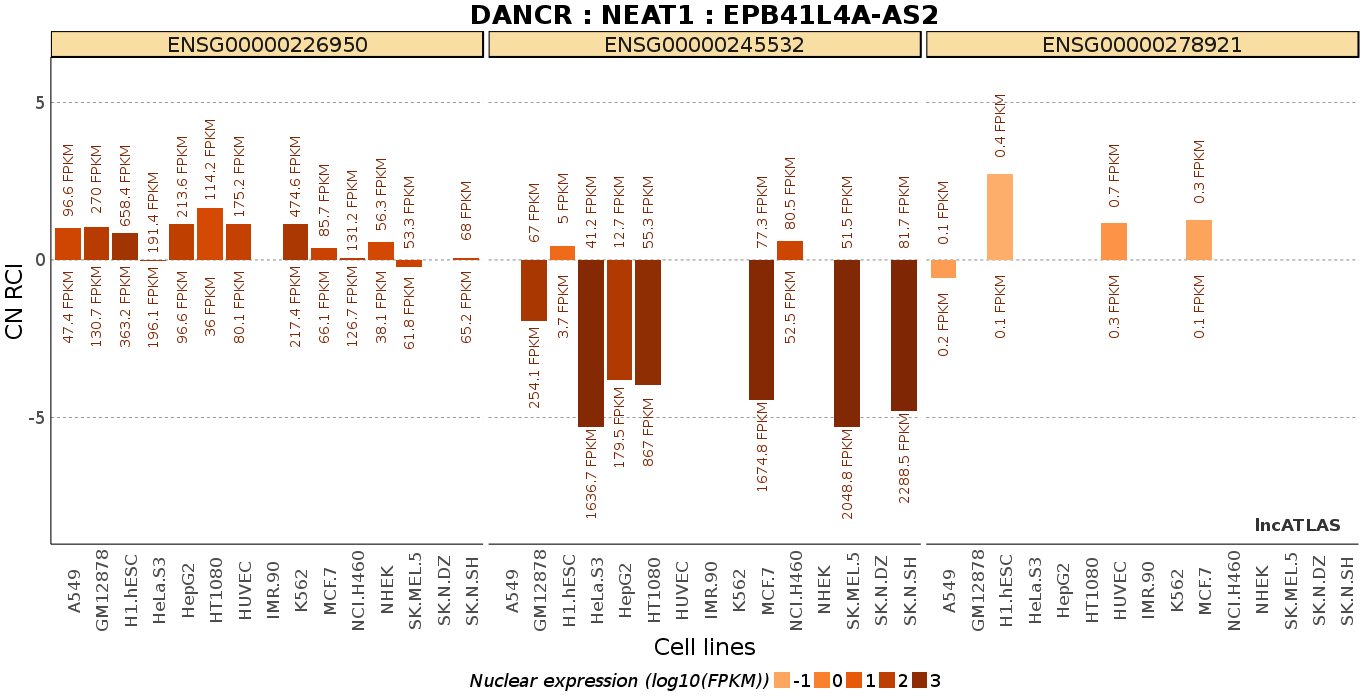 DANCR : NEAT1 : EPB41L4A-AS2
ENSG00000226950 ENSG00000245532 ENSG00000278921
5
0
-5
CN RCI
96.6 FPKM 270 FPKM 658.4 FPKM 191.4 FPKM 213.6 FPKM 114.2 FPKM 175.2 FPKM 474.6 FPKM 85.7 FPKM 131.2 FPKM 56.3 FPKM 53.3 FPKM 68 FPKM
47.4 FPKM 130.7 FPKM 363.2 FPKM 196.1 FPKM 96.6 FPKM 36 FPKM 80.1 FPKM 217.4 FPKM 66.1 FPKM 126.7 FPKM 38.1 FPKM 61.8 FPKM 65.2 FPKM
67 FPKM 5 FPKM 41.2 FPKM 12.7 FPKM 55.3 FPKM 77.3 FPKM 80.5 FPKM 51.5 FPKM 81.7 FPKM
254.1 FPKM 3.7 FPKM 1636.7 FPKM 179.5 FPKM 867 FPKM 1674.8 FPKM 52.5 FPKM 2048.8 FPKM 2288.5 FPKM
0.1 FPKM 0.4 FPKM 0.7 FPKM 0.3 FPKM
0.2 FPKM 0.1 FPKM 0.3 FPKM 0.1 FPKM
lncATLAS
A549 GM12878 H1.hESC HeLa.S3 HepG2 HT1080 HUVEC IMR.90 K562 MCF.7 NCI.H460 NHEK SK.MEL.5 SK.N.DZ SK.N.SH
A549 GM12878 H1.hESC HeLa.S3 HepG2 HT1080 HUVEC IMR.90 K562 MCF.7 NCI.H460 NHEK SK.MEL.5 SK.N.DZ SK.N.SH
A549 GM12878 H1.hESC HeLa.S3 HepG2 HT1080 HUVEC IMR.90 K562 MCF.7 NCI.H460 NHEK SK.MEL.5 SK.N.DZ SK.N.SH
Cell lines
Nuclear expression (log10(FPKM)) -1 0 1 2 3